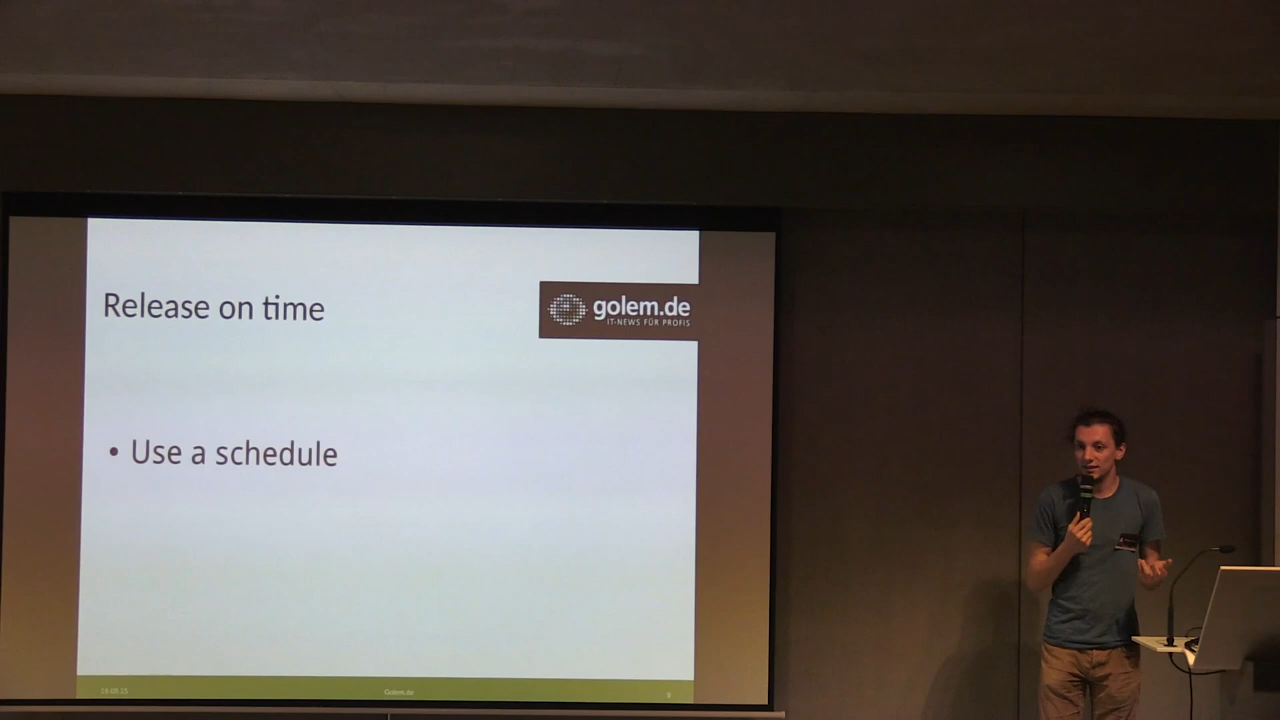 Release on time
golem.de
IT-NEWS FÜR PROFIS
• Use a schedule
Golem.de